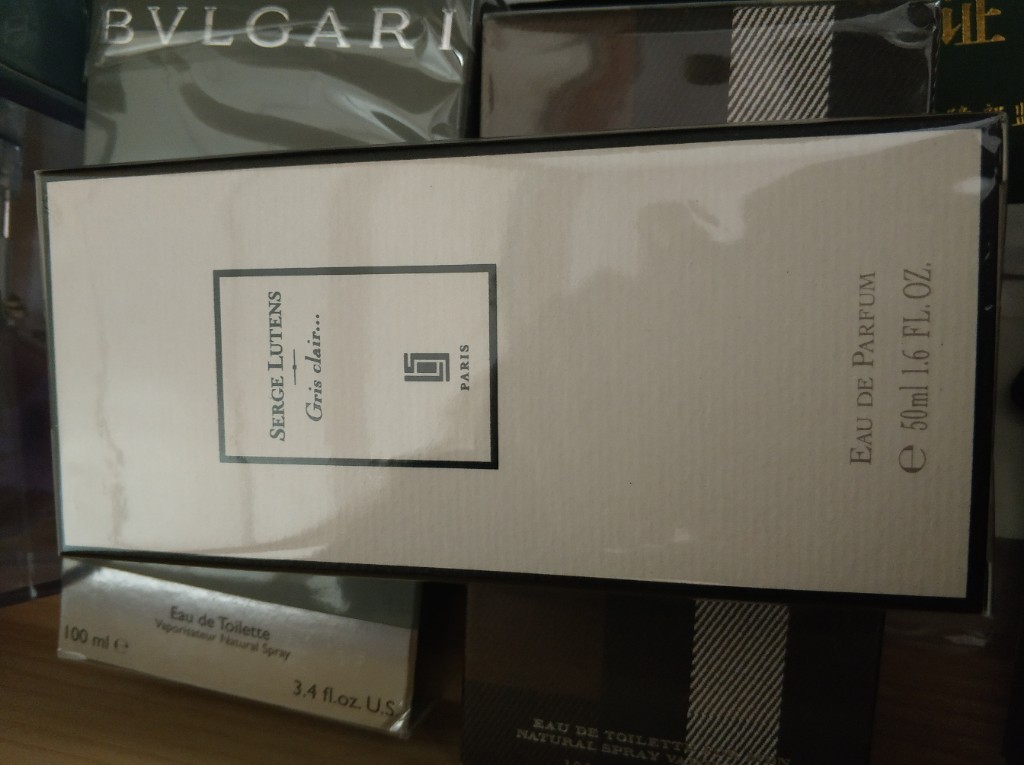 BVLGARI
SERGE LUTENS
Gris clair...
PARIS
EAU DE PARFUM
e 50ml 1.6 FL. OZ.
Eau de Toilette
Vaporisateur Natural Spray
100 ml e
3.4 fl.oz. U.S.
EAU DE TOILETTE
NATURAL SPRAY